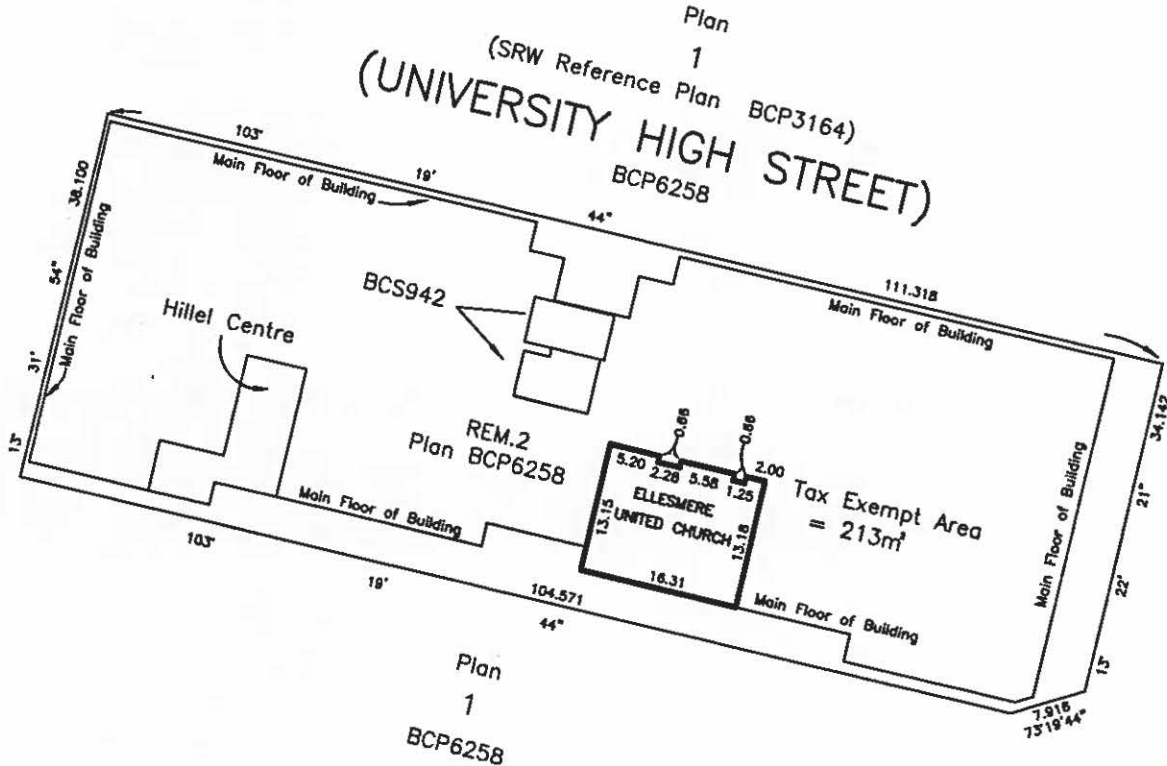 Plan
1
(SRW Reference Plan BCP3164)
(UNIVERSITY HIGH STREET)
BCP6258
103°
19'
44"
111.318
Main Floor of Building
Main Floor of Building
38.100
54"
31'
13°
Main Floor of Building
BCS942
Hillel Centre
REM.2
Plan BCP6258
0.66
0.66
5.20
2.28
5.58
1.25
2.00
ELLESMERE
UNITED CHURCH
13.15
13.18
16.31
Tax Exempt Area
= 213m²
34.142
21"
22'
13°
Main Floor of Building
Main Floor of Building
Main Floor of Building
103°
19'
104.571
44"
7.916
73°19'44"
Plan
1
BCP6258